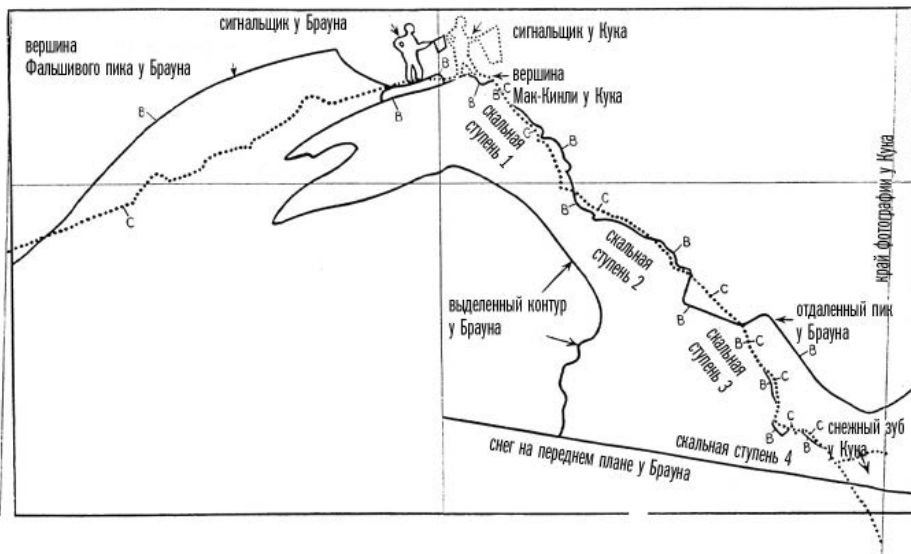 сигнальщик у Брауна
сигнальщик у Кука
вершина
Фальшивого пика у Брауна
вершина
Мак-Кинли у Кука
B
B
B
B
B
C
C
скальная
ступень 1
B
край фотографии у Кука
C
B
C
B
скальная
ступень 2
C
выделенный контур
у Брауна
B
отдаленный пик
у Брауна
B
C
B
скальная
ступень 3
C
B
C
C
B
B
снежный зуб
у Кука
скальная ступень 4
снег на переднем плане у Брауна